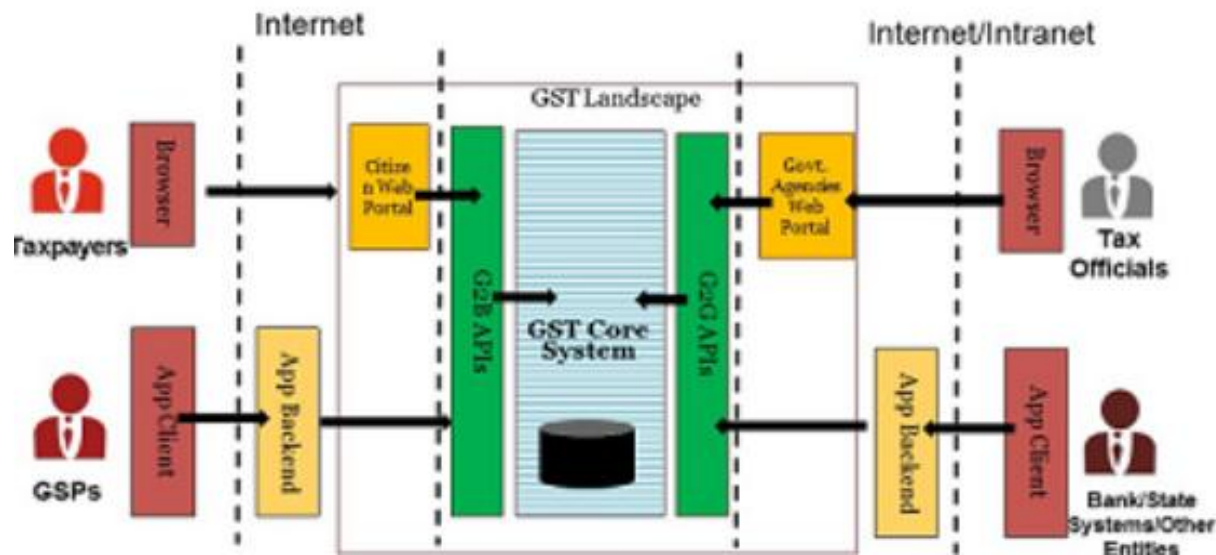 Internet
Internet/Intranet
GST Landscape
Browser
Citize
n Web
Portal
Govt.
Agencies
Web
Portal
Browser
Taxpayers
Tax
Officials
G2B APIs
GST Core
System
G2G APIs
App Client
App Backend
App Backend
App Client
GSPs
Bank/State
Systems/Other
Entities